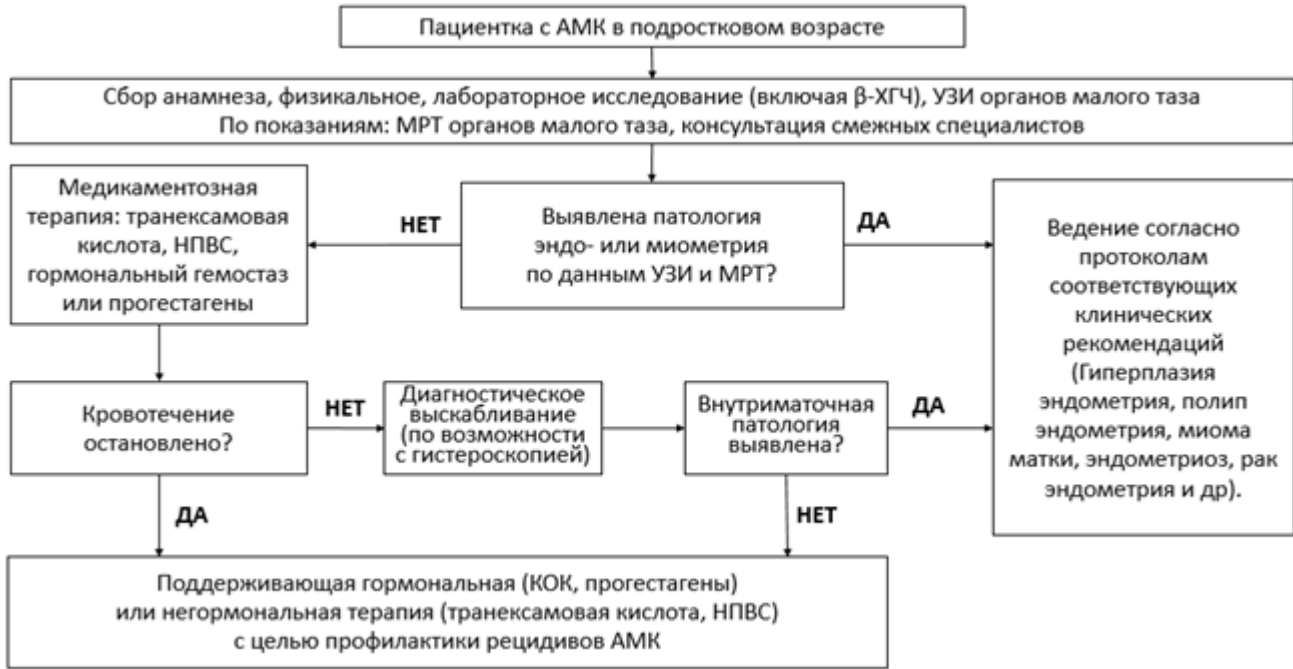 Пациентка с АМК в подростковом возрасте
Сбор анамнеза, физикальное, лабораторное исследование (включая β-ХГЧ), УЗИ органов малого таза
По показаниям: МРТ органов малого таза, консультация смежных специалистов
Медикаментозная
терапия: транексамовая
кислота, НПВС,
гормональный гемостаз
или прогестагены
НЕТ
Выявлена патология
эндо- или миометрия
по данным УЗИ и МРТ?
ДА
Ведение согласно
протоколам
соответствующих
клинических
рекомендаций
(Гиперплазия
эндометрия, полип
эндометрия, миома
матки, эндометриоз, рак
эндометрия и др).
Кровотечение
остановлено?
НЕТ
Диагностическое
выскабливание
(по возможности
с гистероскопией)
Внутриматочная
патология
выявлена?
ДА
ДА
НЕТ
Поддерживающая гормональная (КОК, прогестагены)
или негормональная терапия (транексамовая кислота, НПВС)
с целью профилактики рецидивов АМК